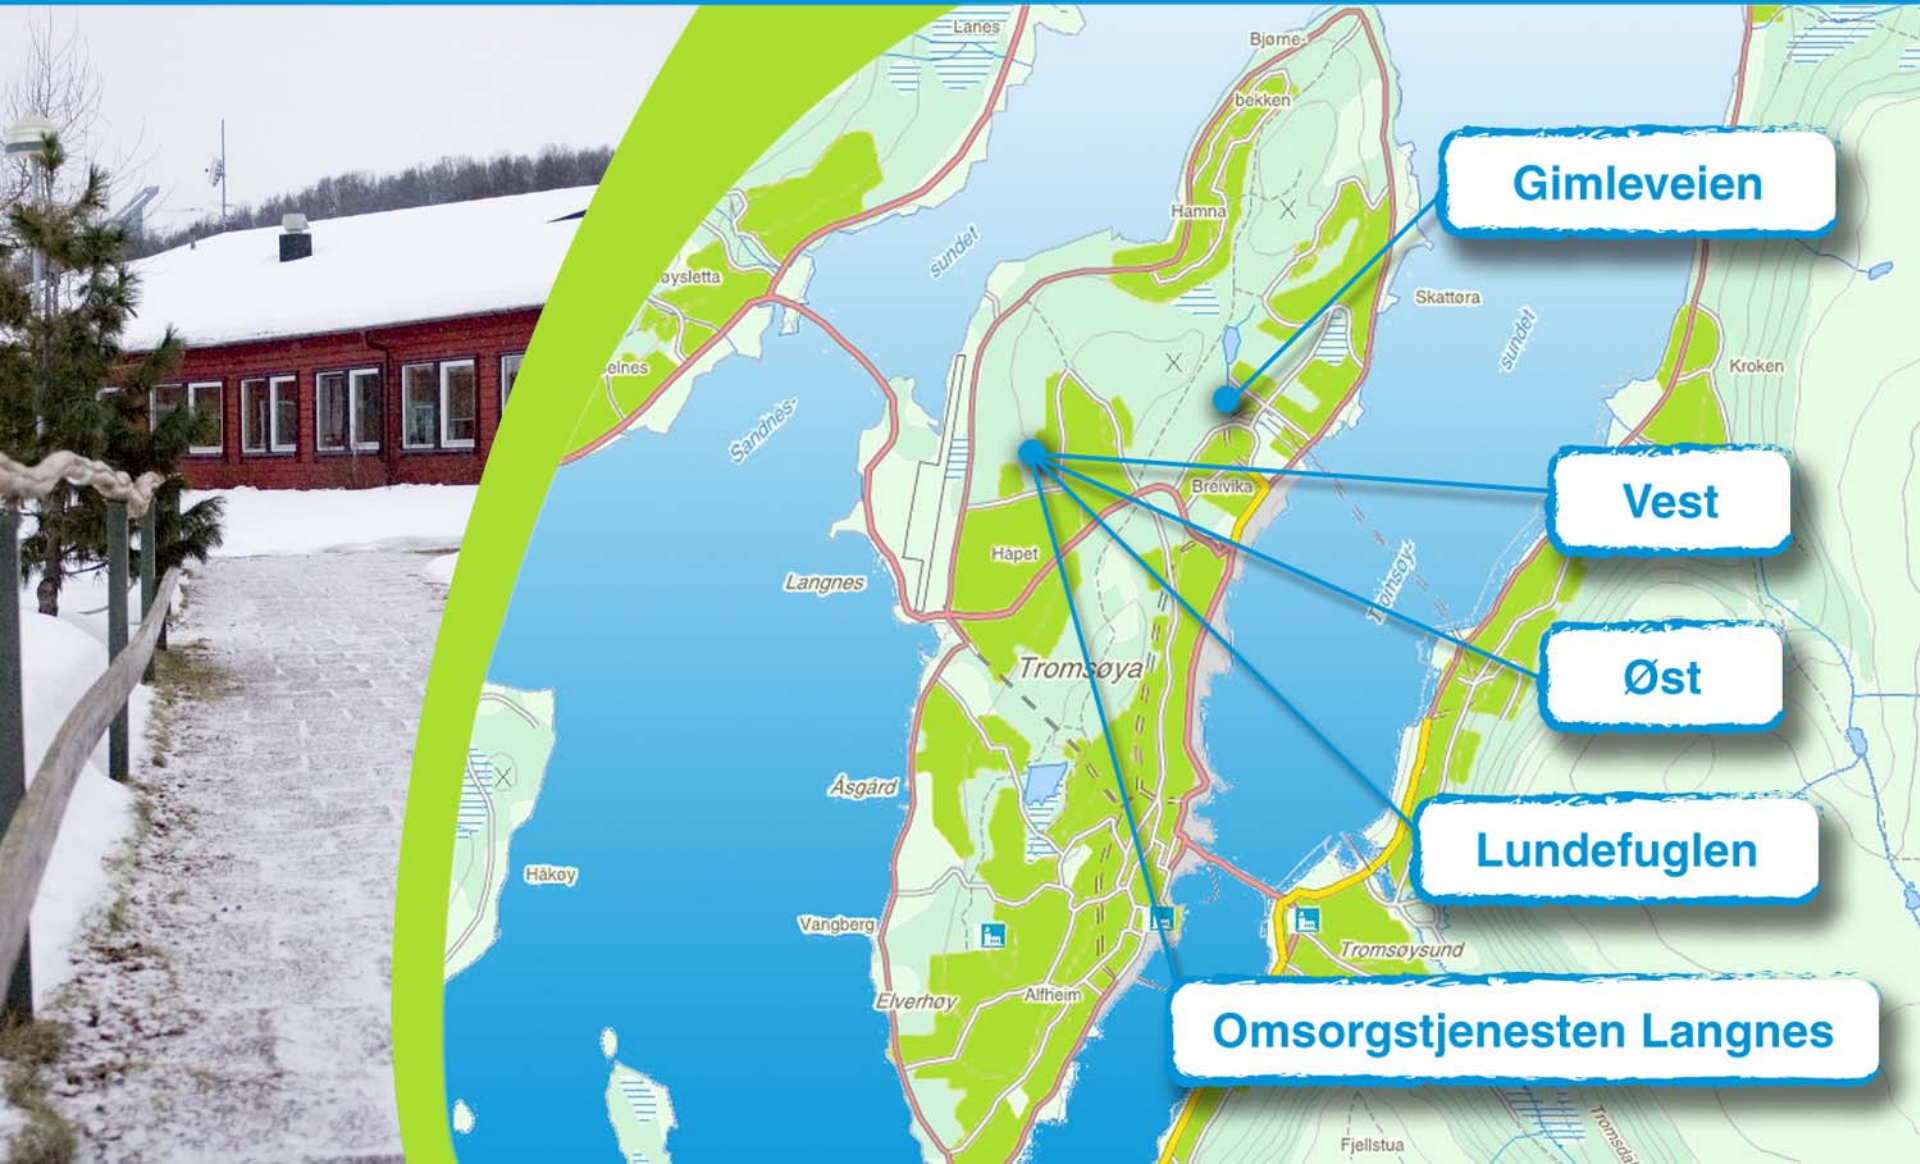 Lanes
Bjørne-
bekken
Gimleveien
Hamna
sundet
øysletta
Skattøra
sundet
elnes
Kroken
Sandnes-
Breivika
Vest
Håpet
Langnes
Tromsøy-
Tromsøya
Øst
Åsgård
Lundefuglen
Håkøy
Vangberg
Tromsøysund
Elverhøy
Alfheim
Omsorgstjenesten Langnes
Fjellstua
Tromsdal